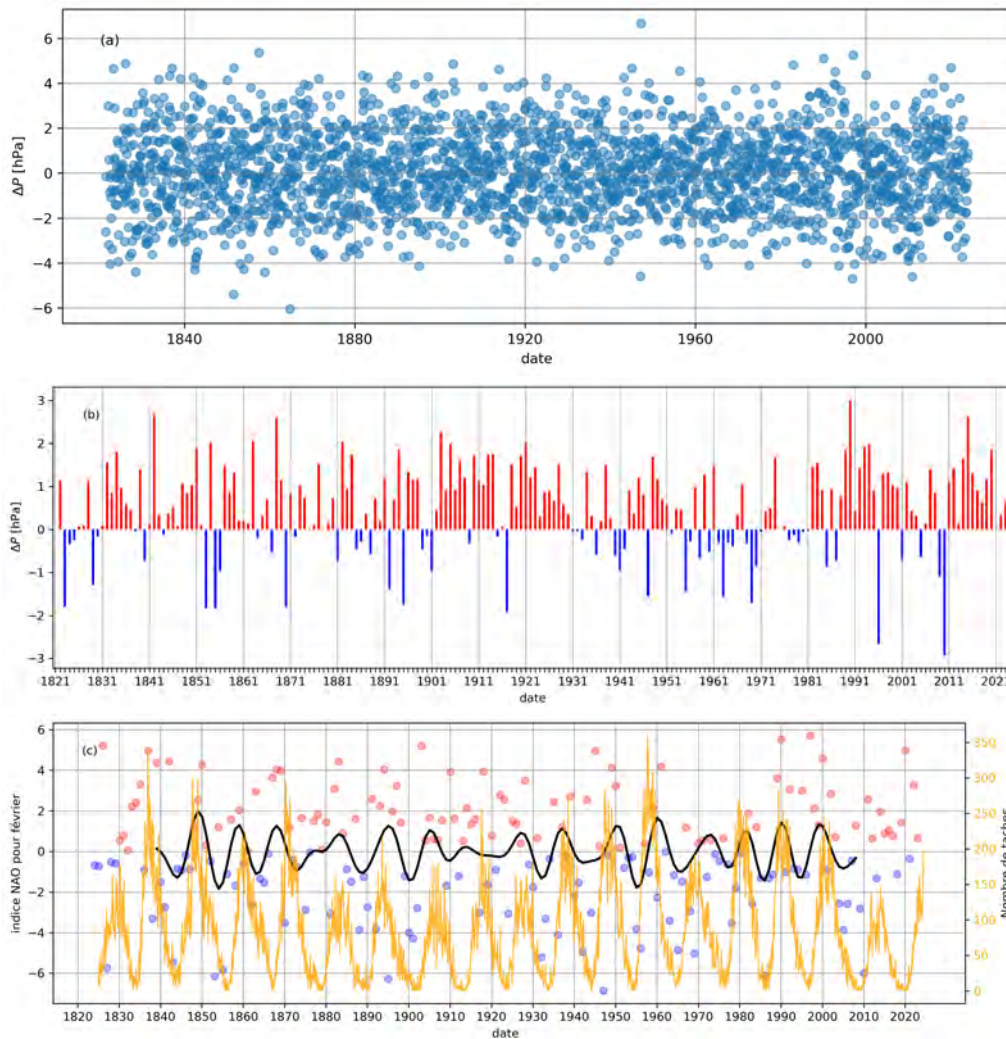 (a)
6
4
2
0
−2
−4
−6
ΔP [hPa]
1840 1880 1920 1960 2000
date
(b)
3
2
1
0
−1
−2
−3
ΔP [hPa]
1821 1831 1841 1851 1861 1871 1881 1891 1901 1911 1921 1931 1941 1951 1961 1971 1981 1991 2001 2011 2021
date
(c)
6
4
2
0
−2
−4
−6
indice NAO pour février
350
300
250
200
150
100
50
0
Nombre de taches
1820 1830 1840 1850 1860 1870 1880 1890 1900 1910 1920 1930 1940 1950 1960 1970 1980 1990 2000 2010 2020
date